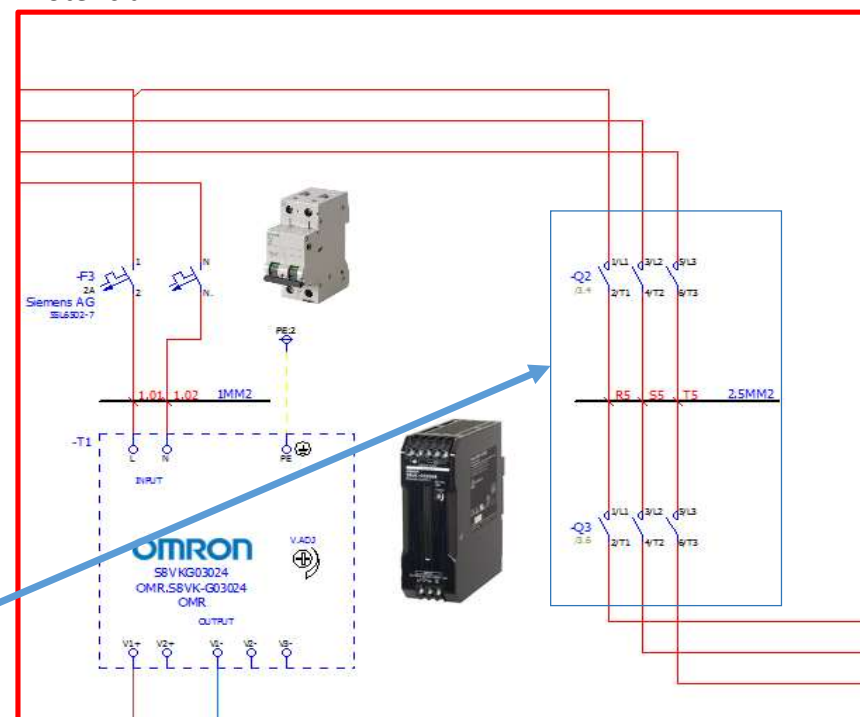 -F3
2A
Siemens AG
1
2
N
N.
PE:2
-Q2
/3.4
1/L1 3/L2 5/L3
2/T1 4/T2 6/T3
1.01 1.02 1MM2
R5 S5 T5 2.5MM2
-T1
L N PE
INPUT
OMRON
V.ADJ
S8VKG03024
OMR.S8VK-G03024
OMR
OUTPUT
V1+ V2+ V1- V2- V3-
-Q3
/3.6
1/L1 3/L2 5/L3
2/T1 4/T2 6/T3